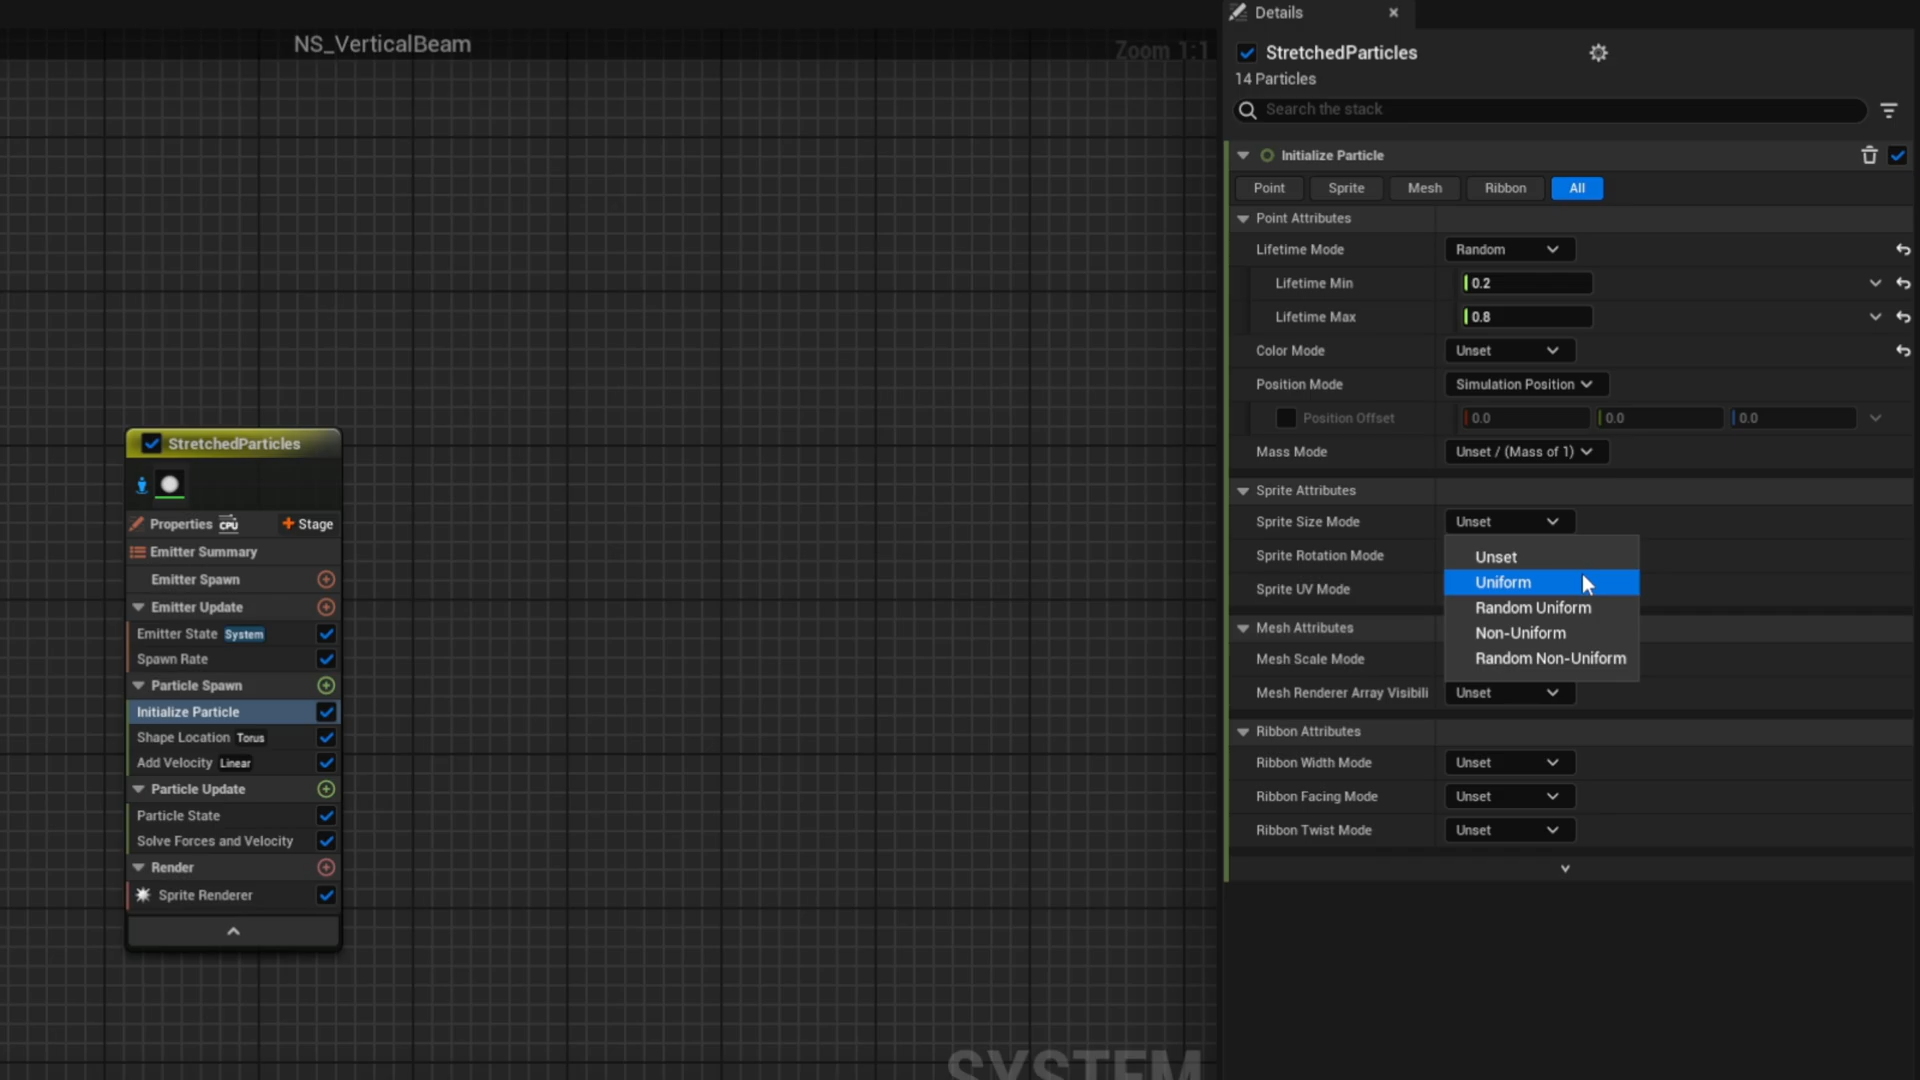 NS_VerticalBeam
Zoom 1:1
StretchedParticles
Properties CPU Stage
Emitter Summary
Emitter Spawn
Emitter Update
Emitter State System
Spawn Rate
Particle Spawn
Initialize Particle
Shape Location Torus
Add Velocity Linear
Particle Update
Particle State
Solve Forces and Velocity
Render
Sprite Renderer
SYSTEM
Details
StretchedParticles
14 Particles
Search the stack
Initialize Particle
Point Sprite Mesh Ribbon All
Point Attributes
Lifetime Mode Random
Lifetime Min 0.2
Lifetime Max 0.8
Color Mode Unset
Position Mode Simulation Position
Position Offset 0.0 0.0 0.0
Mass Mode Unset / (Mass of 1)
Sprite Attributes
Sprite Size Mode Unset
Sprite Rotation Mode
Sprite UV Mode
Unset
Uniform
Random Uniform
Non-Uniform
Random Non-Uniform
Mesh Attributes
Mesh Scale Mode
Mesh Renderer Array Visibili Unset
Ribbon Attributes
Ribbon Width Mode Unset
Ribbon Facing Mode Unset
Ribbon Twist Mode Unset